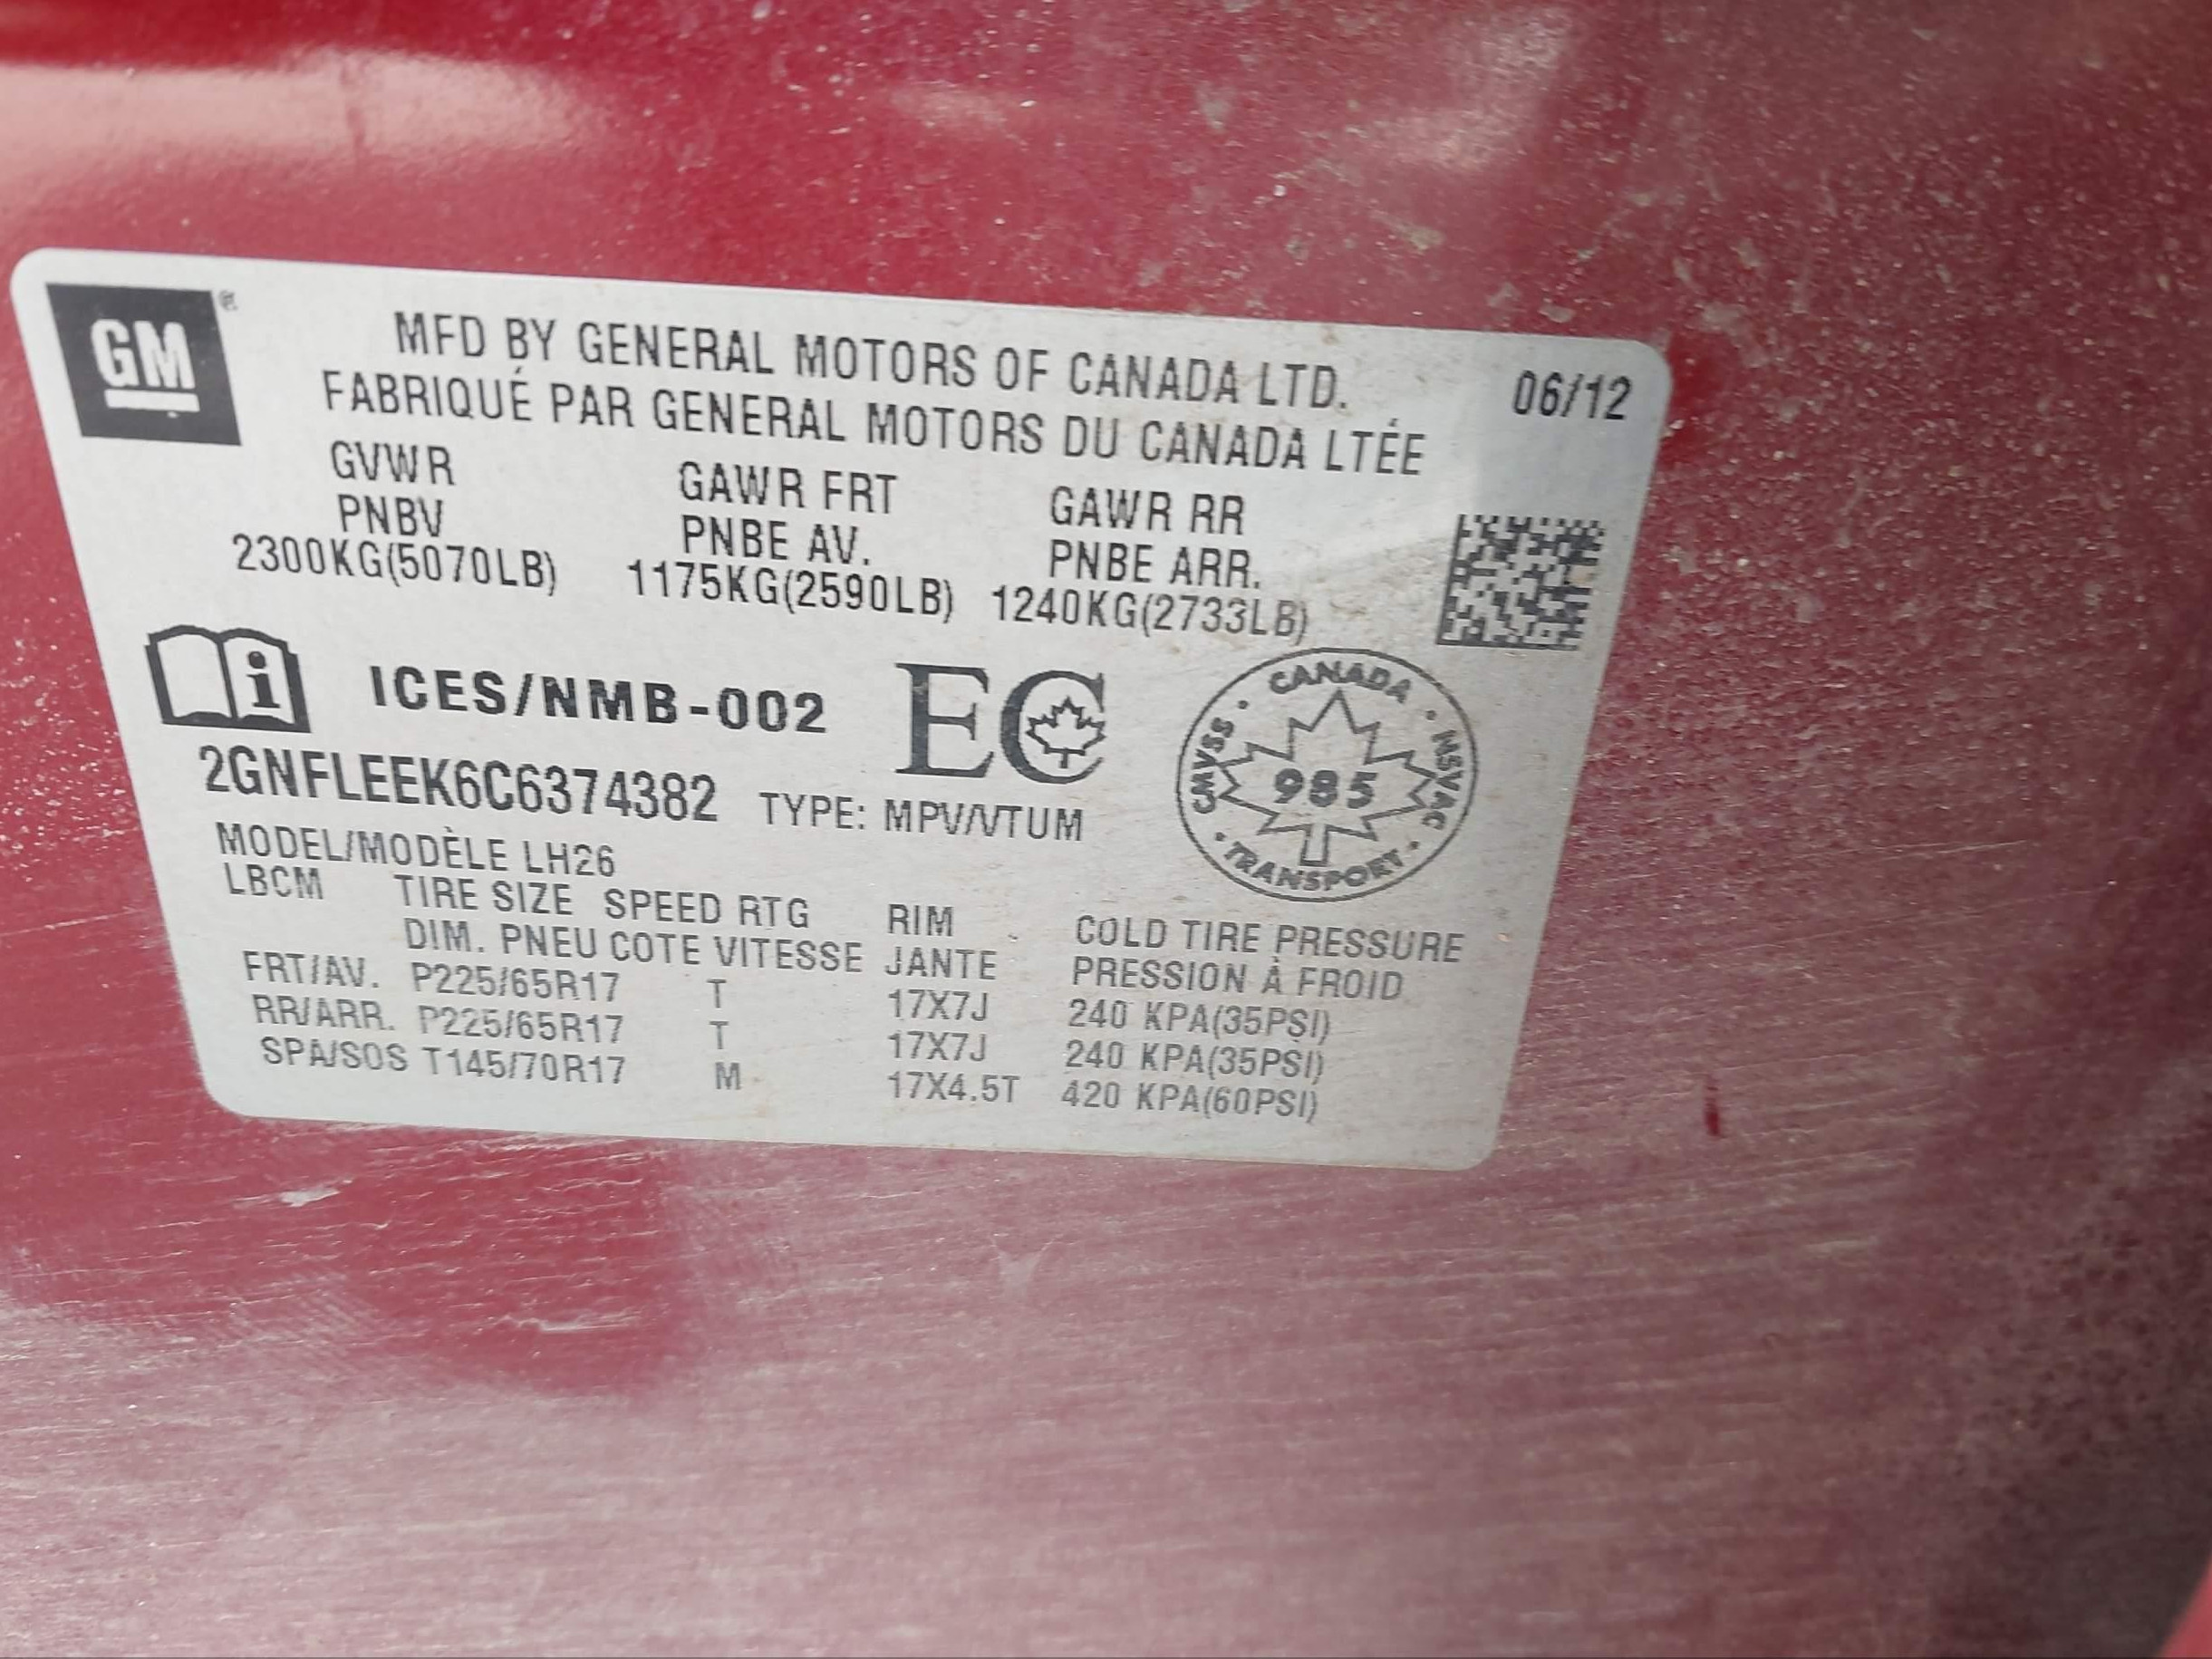 GM ®
MFD BY GENERAL MOTORS OF CANADA LTD.
06/12
FABRIQUÉ PAR GENERAL MOTORS DU CANADA LTÉE
GVWR GAWR FRT GAWR RR
PNBV PNBE AV. PNBE ARR.
2300KG(5070LB) 1175KG(2590LB) 1240KG(2733LB)
i ICES/NMB-002 EC
CANADA · NSVAC · TRANSPORT · CMVSS ·
985
2GNFLEEK6C6374382 TYPE: MPV/VTUM
MODEL/MODÈLE LH26
LBCM TIRE SIZE SPEED RTG RIM COLD TIRE PRESSURE
DIM. PNEU COTE VITESSE JANTE PRESSION À FROID
FRT/AV. P225/65R17 T 17X7J 240 KPA(35PSI)
RR/ARR. P225/65R17 T 17X7J 240 KPA(35PSI)
SPA/SOS T145/70R17 M 17X4.5T 420 KPA(60PSI)